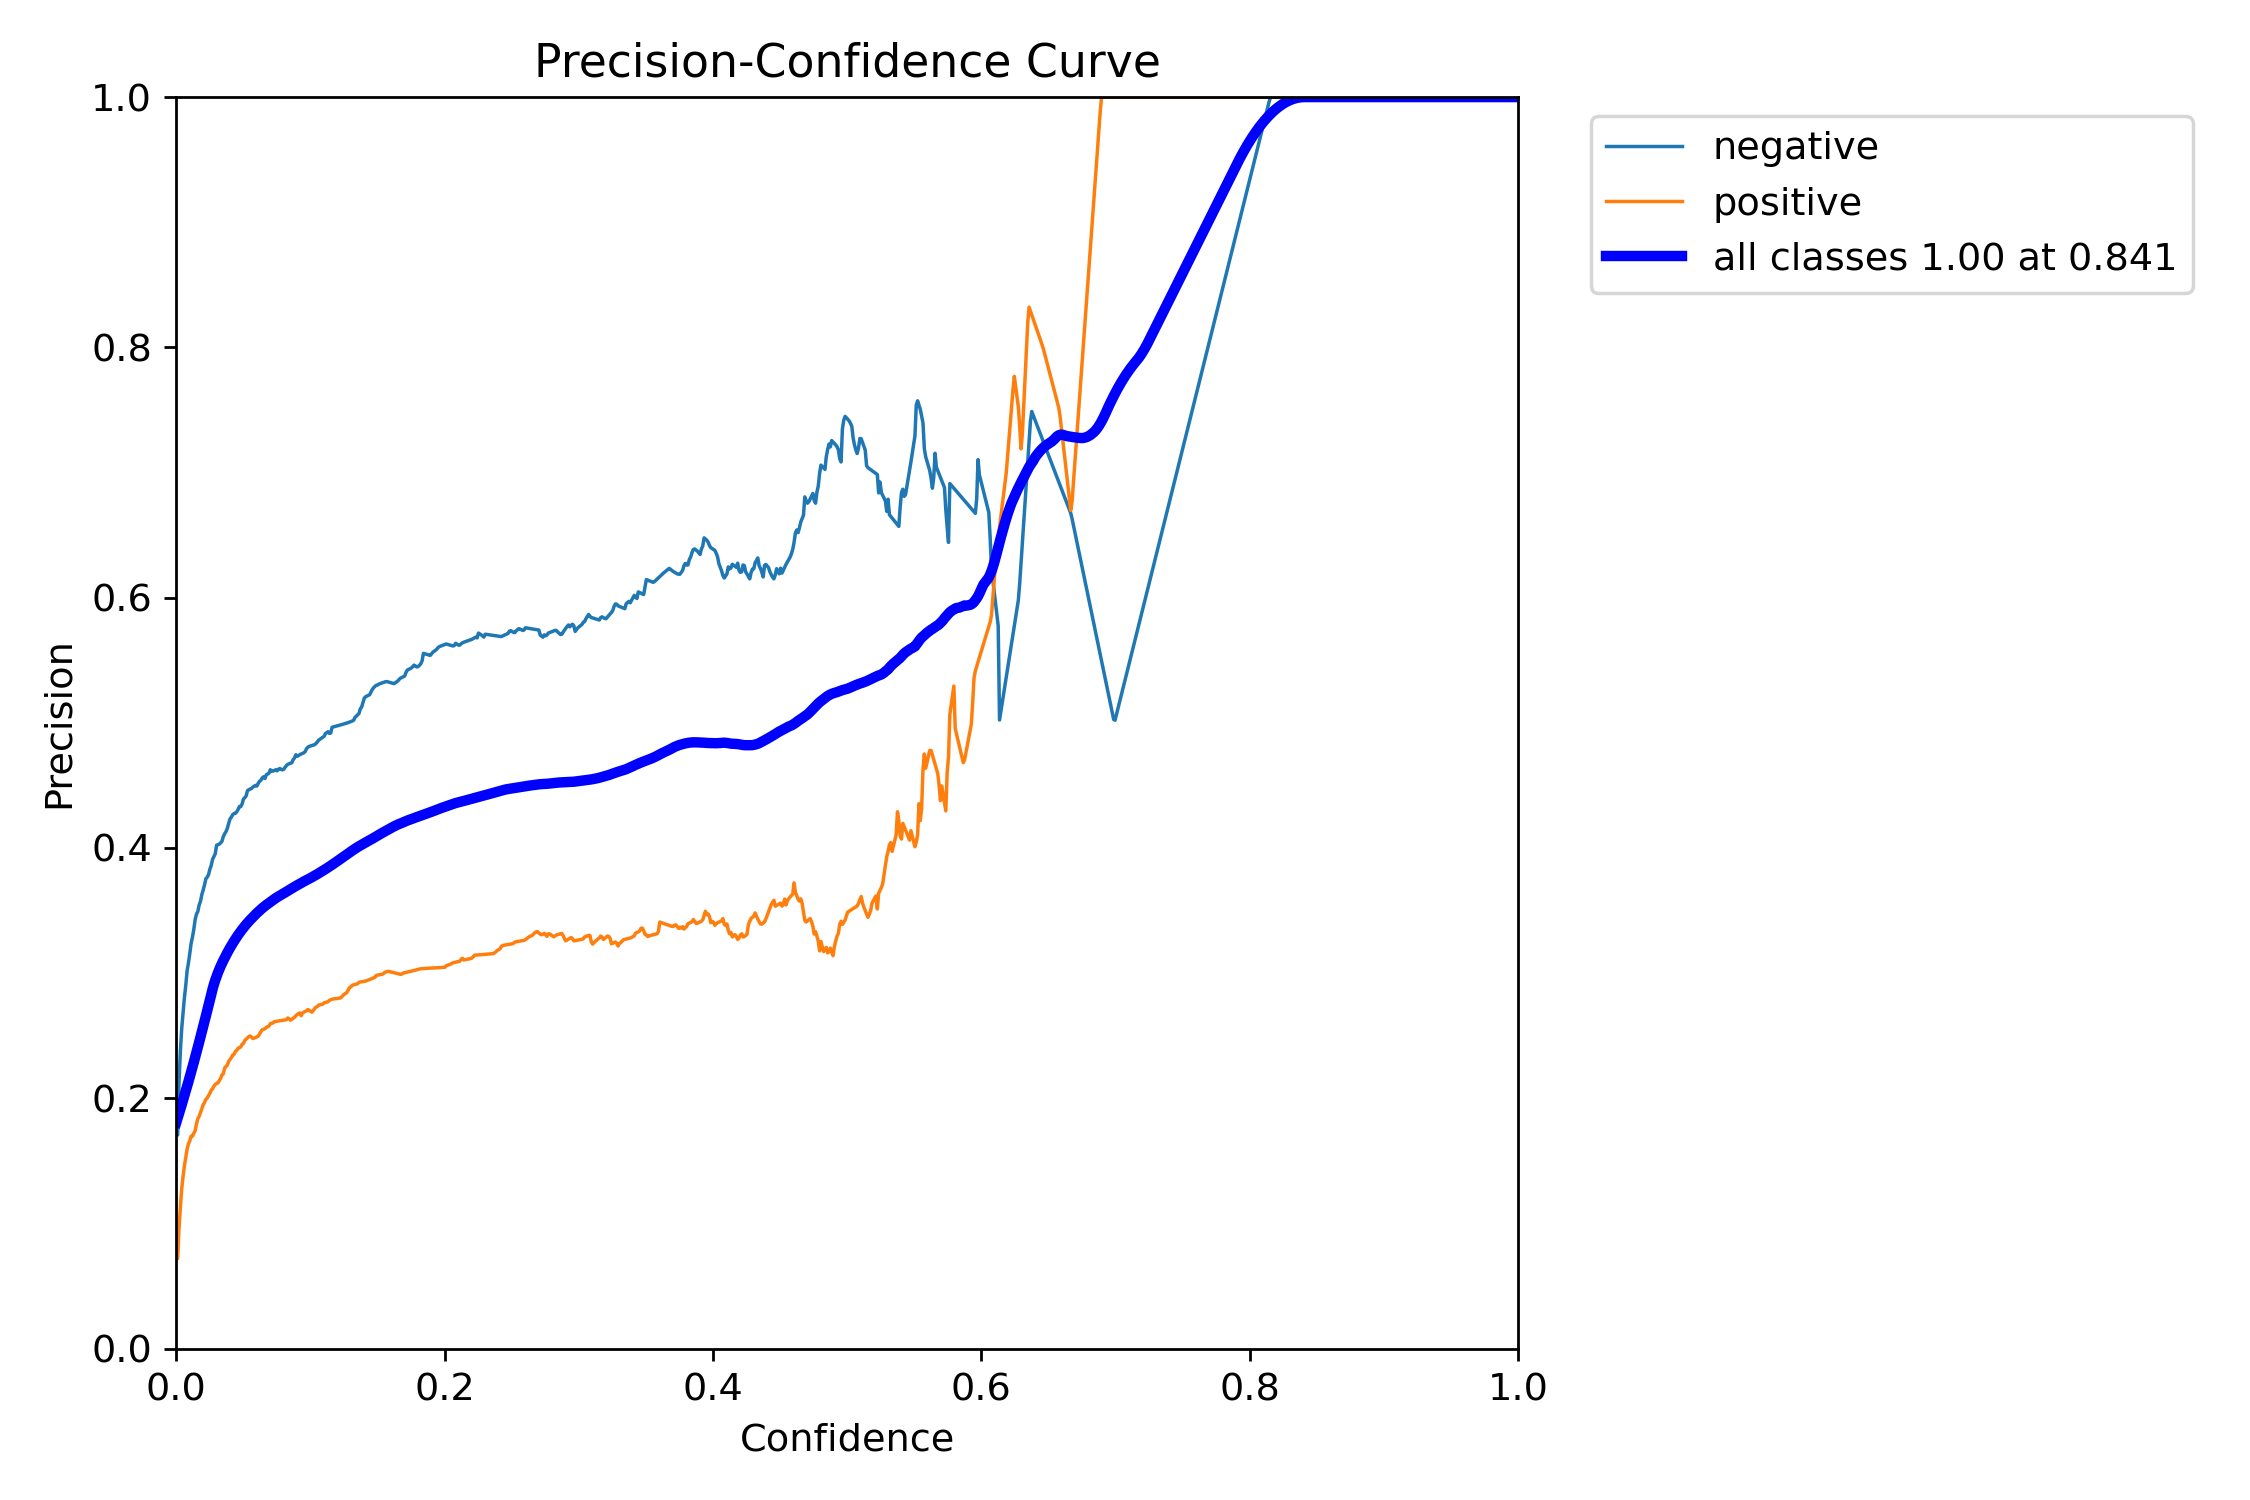 Precision-Confidence Curve
1.0
0.8
0.6
0.4
0.2
0.0
Precision
0.0 0.2 0.4 0.6 0.8 1.0
Confidence
negative
positive
all classes 1.00 at 0.841